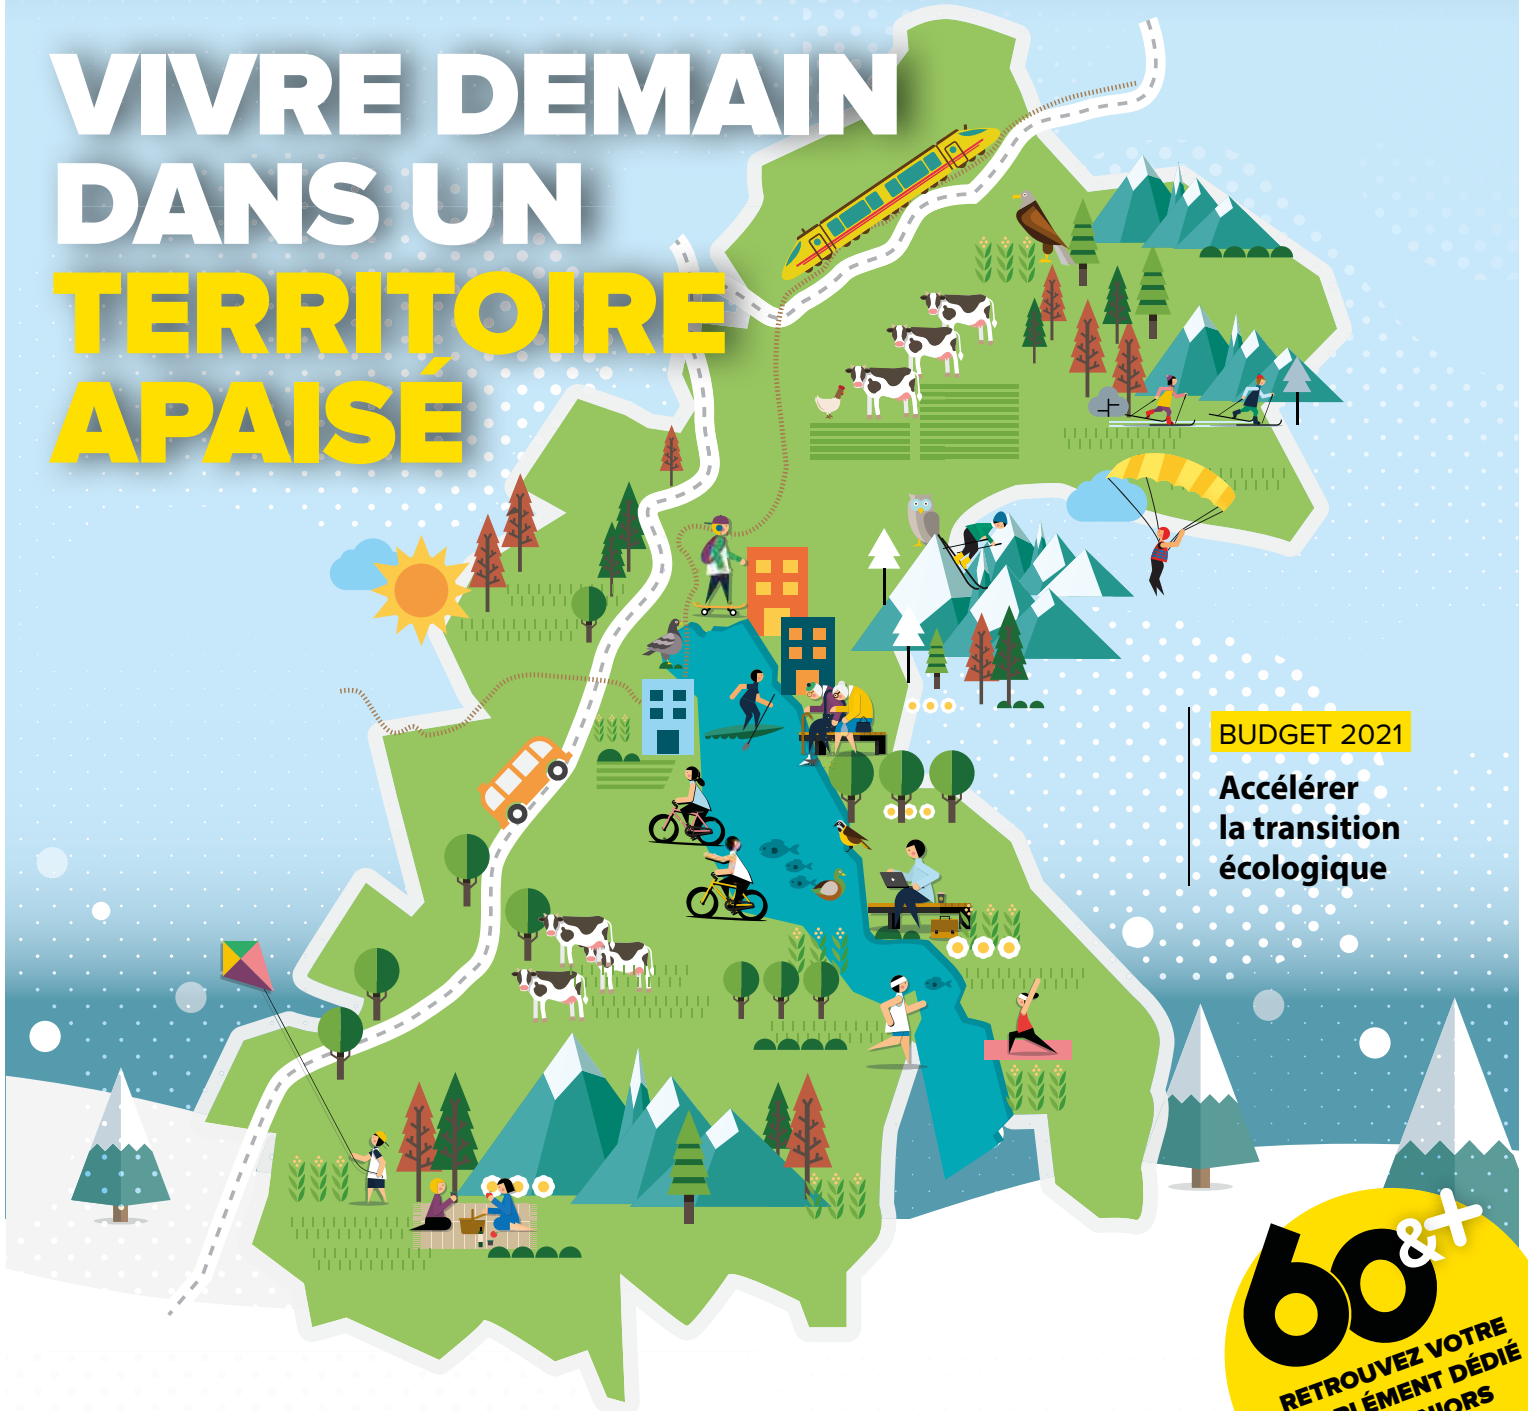 VIVRE DEMAIN
DANS UN
TERRITOIRE
APAISÉ
BUDGET 2021
Accélérer
la transition
écologique
60&+
RETROUVEZ VOTRE
DÉDIÉ